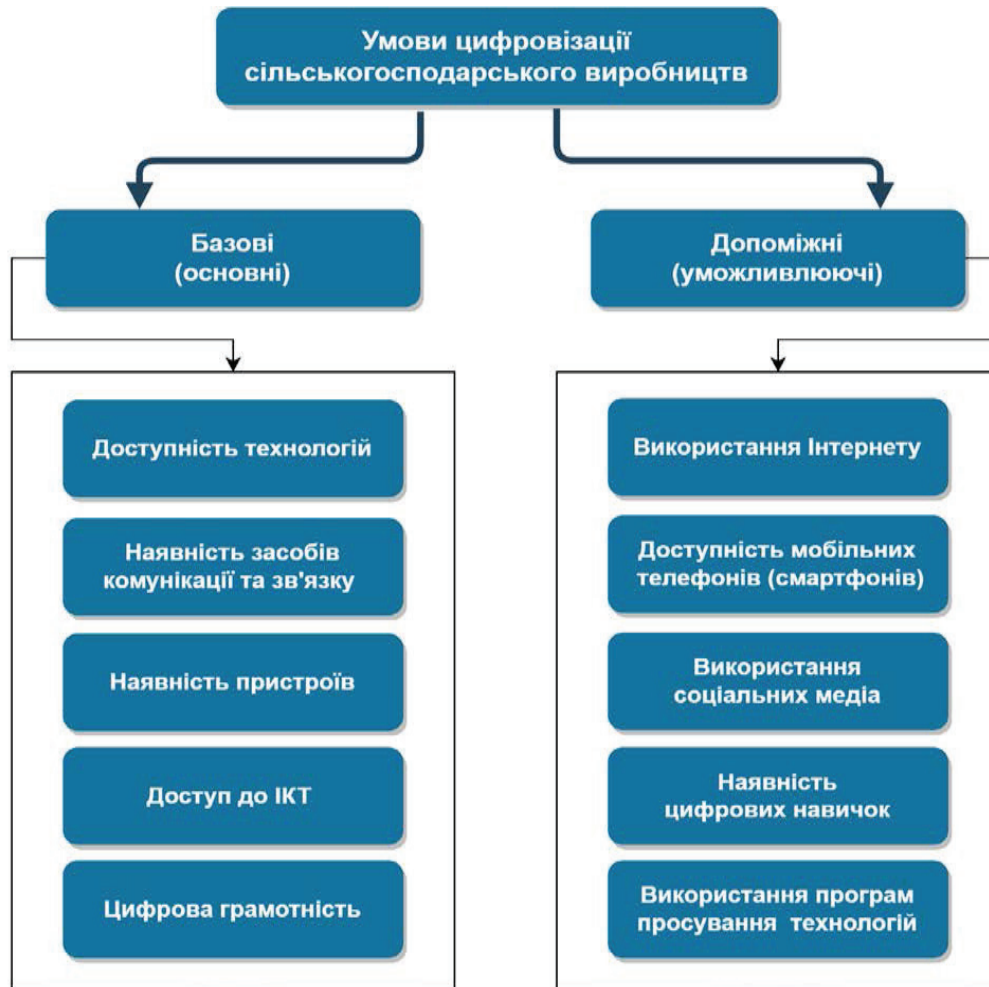 Умови цифровізації
сільськогосподарського виробництв
Базові
(основні)
Допоміжні
(уможливлюючі)
Доступність технологій
Наявність засобів
комунікації та зв'язку
Наявність пристроїв
Доступ до ІКТ
Цифрова грамотність
Використання Інтернету
Доступність мобільних
телефонів (смартфонів)
Використання
соціальних медіа
Наявність
цифрових навичок
Використання програм
просування технологій